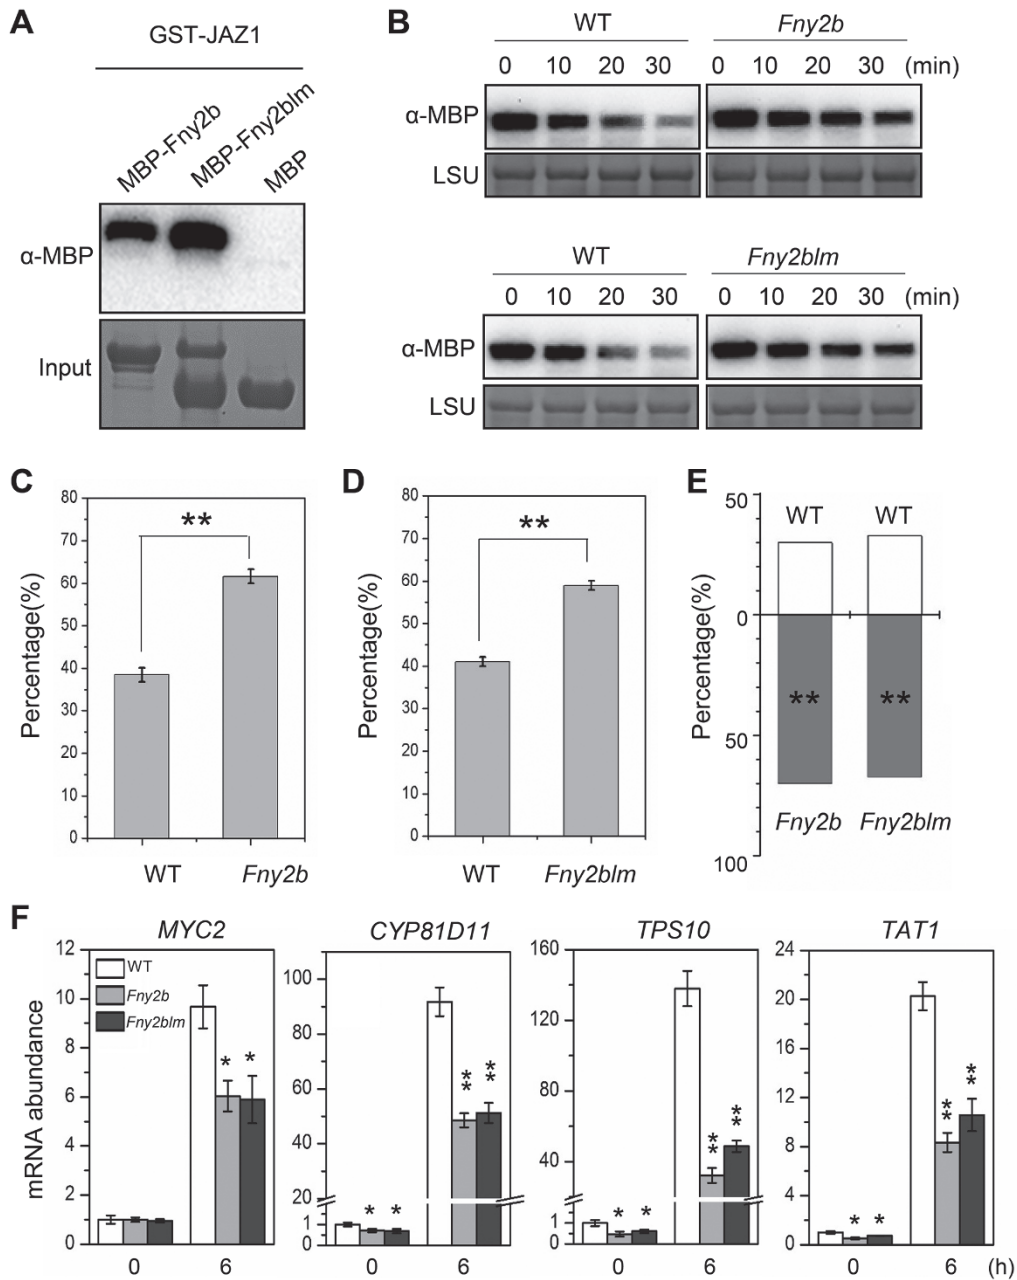 A
GST-JAZ1
MBP-Fny2b
MBP-Fny2blm
MBP
α-MBP
Input
B
WT Fny2b
0 10 20 30 0 10 20 30 (min)
α-MBP
LSU
WT Fny2blm
0 10 20 30 0 10 20 30 (min)
α-MBP
LSU
C
Percentage(%)
80
70
60
50
40
30
20
10
0
**
WT Fny2b
D
Percentage(%)
80
70
60
50
40
30
20
10
0
**
WT Fny2blm
E
Percentage(%)
50
0
50
100
WT WT
** **
Fny2b Fny2blm
F
mRNA abundance
MYC2
12
10
8
6
4
2
0
WT
Fny2b
Fny2blm
* *
0 6
CYP81D11
100
80
60
40
20
1
0
* * ** **
0 6
TPS10
160
120
80
40
1
0
* * ** **
0 6
TAT1
24
20
16
12
8
4
0
* * ** **
0 6 (h)